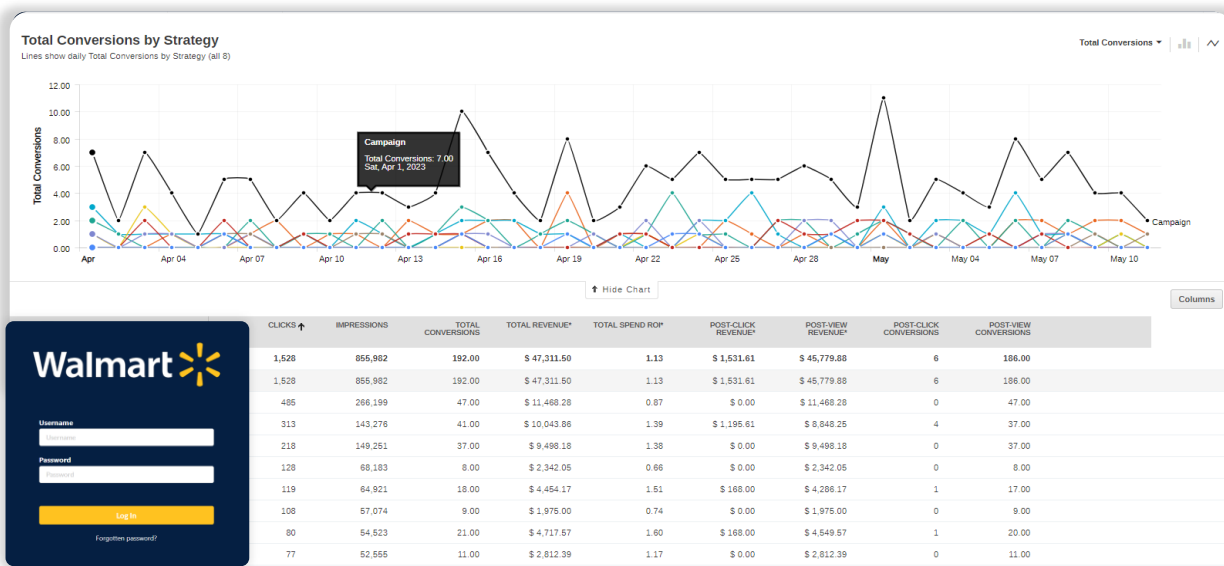 Total Conversions by Strategy
Lines show daily Total Conversions by Strategy (all 8)
Total Conversions
12.00
10.00
8.00
6.00
4.00
2.00
0.00
Total Conversions
Campaign
Total Conversions: 7.00
Sat, Apr 1, 2023
Campaign
Apr Apr 04 Apr 07 Apr 10 Apr 13 Apr 16 Apr 19 Apr 22 Apr 25 Apr 28 May May 04 May 07 May 10
Hide Chart
Columns
CLICKS IMPRESSIONS TOTAL CONVERSIONS TOTAL REVENUE* TOTAL SPEND ROI* POST-CLICK REVENUE* POST-VIEW REVENUE* POST-CLICK CONVERSIONS POST-VIEW CONVERSIONS
1,528 855,982 192.00 $ 47,311.50 1.13 $ 1,531.61 $ 45,779.88 6 186.00
1,528 855,982 192.00 $ 47,311.50 1.13 $ 1,531.61 $ 45,779.88 6 186.00
485 266,199 47.00 $ 11,468.28 0.87 $ 0.00 $ 11,468.28 0 47.00
313 143,276 41.00 $ 10,043.86 1.39 $ 1,195.61 $ 8,848.25 4 37.00
218 149,251 37.00 $ 9,498.18 1.38 $ 0.00 $ 9,498.18 0 37.00
128 68,183 8.00 $ 2,342.05 0.66 $ 0.00 $ 2,342.05 0 8.00
119 64,921 18.00 $ 4,454.17 1.51 $ 168.00 $ 4,286.17 1 17.00
108 57,074 9.00 $ 1,975.00 0.74 $ 0.00 $ 1,975.00 0 9.00
80 54,523 21.00 $ 4,717.57 1.60 $ 168.00 $ 4,549.57 1 20.00
77 52,555 11.00 $ 2,812.39 1.17 $ 0.00 $ 2,812.39 0 11.00
Walmart
Username
Username
Password
Password
Log In
Forgotten password?